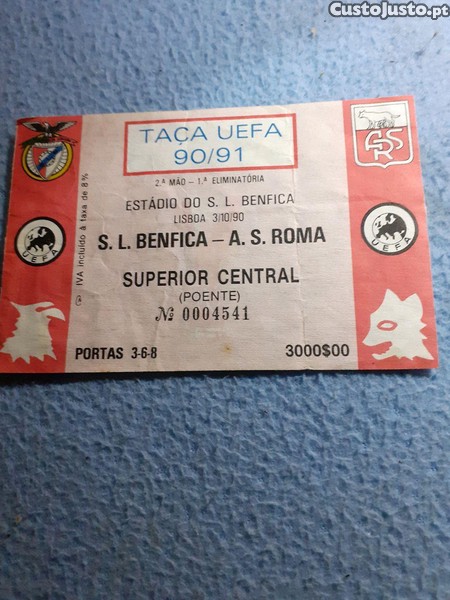 CustoJusto.pt
TAÇA UEFA
90/91
2.ª MÃO – 1.ª ELIMINATÓRIA
ESTÁDIO DO S. L. BENFICA
LISBOA 3/10/90
S. L. BENFICA – A. S. ROMA
SUPERIOR CENTRAL
(POENTE)
Nº 0004541
PORTAS 3-6-8
3000$00
IVA incluído à taxa de 8%
UEFA
UEFA
ASR